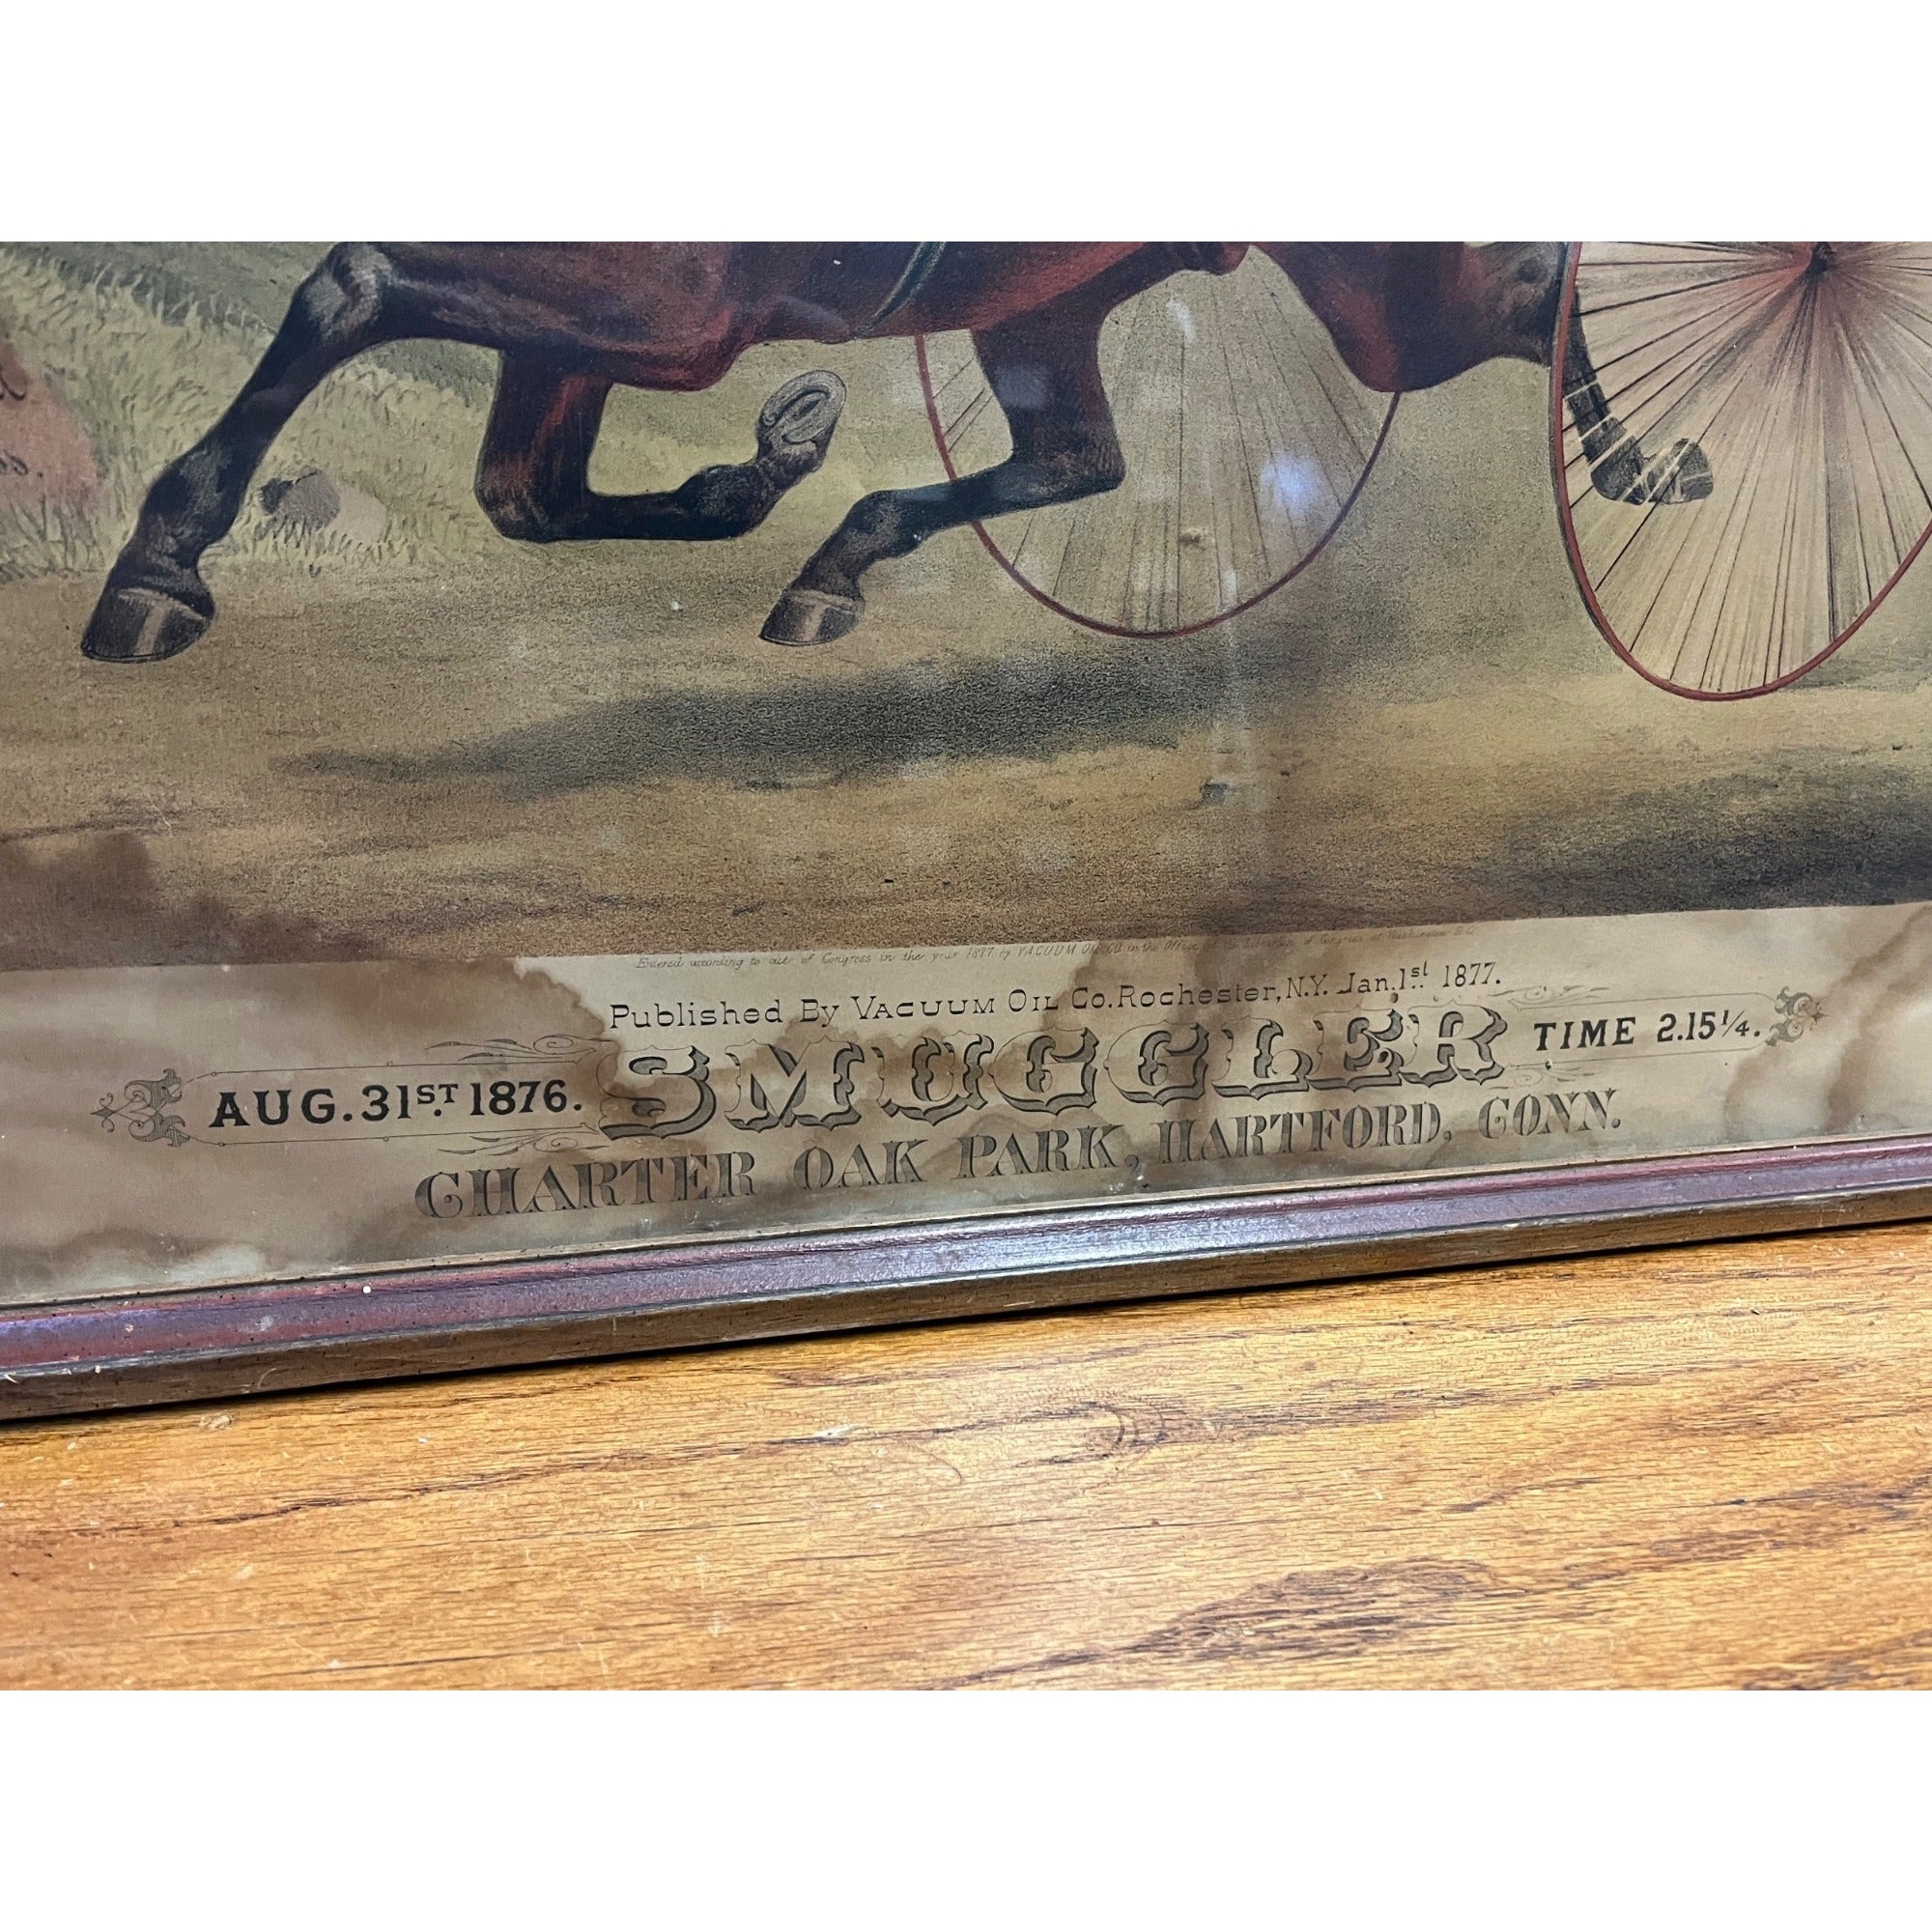 Entered according to act of Congress in the year 1877 by VACUUM OIL CO. in the Office of the Librarian of Congress at Washington D.C.
Published By VACUUM OIL Co. Rochester, N.Y. Jan. 1st 1877.
AUG. 31ST 1876. SMUGGLER TIME 2.15 1/4.
CHARTER OAK PARK, HARTFORD, CONN.